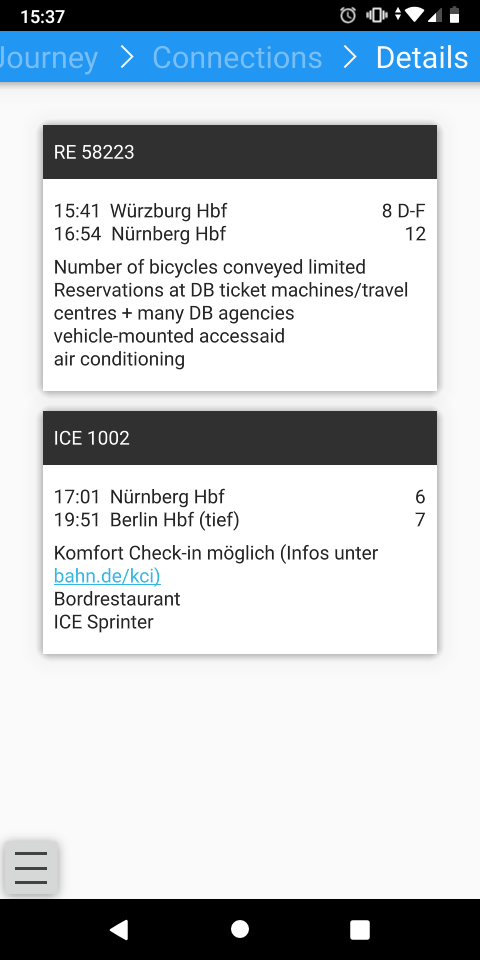 15:37
Journey > Connections > Details
RE 58223
15:41 Würzburg Hbf 8 D-F
16:54 Nürnberg Hbf 12
Number of bicycles conveyed limited
Reservations at DB ticket machines/travel
centres + many DB agencies
vehicle-mounted accessaid
air conditioning
ICE 1002
17:01 Nürnberg Hbf 6
19:51 Berlin Hbf (tief) 7
Komfort Check-in möglich (Infos unter
bahn.de/kci)
Bordrestaurant
ICE Sprinter